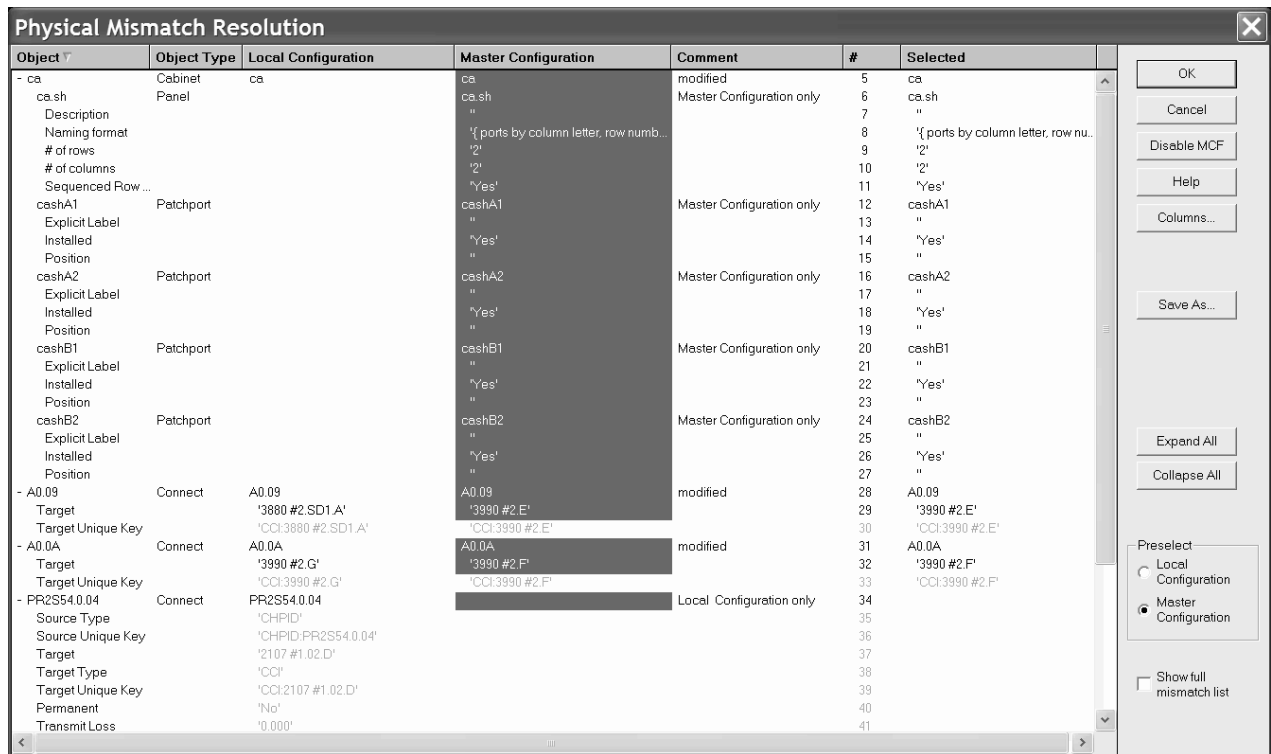 Physical Mismatch Resolution
Object Object Type Local Configuration Master Configuration Comment # Selected
- ca Cabinet ca ca modified 5 ca
ca.sh Panel ca.sh Master Configuration only 6 ca.sh
Description '' 7 ''
Naming format '{ ports by column letter, row numb... 8 '{ ports by column letter, row nu..
# of rows '2' 9 '2'
# of columns '2' 10 '2'
Sequenced Row ... 'Yes' 11 'Yes'
cashA1 Patchport cashA1 Master Configuration only 12 cashA1
Explicit Label '' 13 ''
Installed 'Yes' 14 'Yes'
Position '' 15 ''
cashA2 Patchport cashA2 Master Configuration only 16 cashA2
Explicit Label '' 17 ''
Installed 'Yes' 18 'Yes'
Position '' 19 ''
cashB1 Patchport cashB1 Master Configuration only 20 cashB1
Explicit Label '' 21 ''
Installed 'Yes' 22 'Yes'
Position '' 23 ''
cashB2 Patchport cashB2 Master Configuration only 24 cashB2
Explicit Label '' 25 ''
Installed 'Yes' 26 'Yes'
Position '' 27 ''
- A0.09 Connect A0.09 A0.09 modified 28 A0.09
Target '3880 #2.SD1.A' '3990 #2.E' 29 '3990 #2.E'
Target Unique Key 'CCI:3880 #2.SD1.A' 'CCI:3990 #2.E' 30 'CCI:3990 #2.E'
- A0.0A Connect A0.0A A0.0A modified 31 A0.0A
Target '3990 #2.G' '3990 #2.F' 32 '3990 #2.F'
Target Unique Key 'CCI:3990 #2.G' 'CCI:3990 #2.F' 33 'CCI:3990 #2.F'
- PR2S54.0.04 Connect PR2S54.0.04 Local Configuration only 34
Source Type 'CHPID' 35
Source Unique Key 'CHPID:PR2S54.0.04' 36
Target '2107 #1.02.D' 37
Target Type 'CCI' 38
Target Unique Key 'CCI:2107 #1.02.D' 39
Permanent 'No' 40
Transmit Loss '0.000' 41
OK
Cancel
Disable MCF
Help
Columns...
Save As...
Expand All
Collapse All
Preselect
Local
Configuration
Master
Configuration
Show full
mismatch list